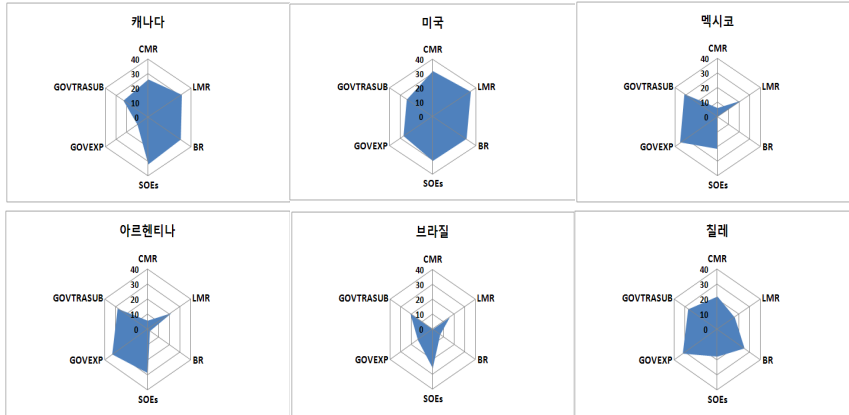 캐나다
CMR
40
30
20
10
0
GOVTRASUB
LMR
GOVEXP
BR
SOEs
미국
CMR
40
30
20
10
0
GOVTRASUB
LMR
GOVEXP
BR
SOEs
멕시코
CMR
40
30
20
10
0
GOVTRASUB
LMR
GOVEXP
BR
SOEs
아르헨티나
CMR
40
30
20
10
0
GOVTRASUB
LMR
GOVEXP
BR
SOEs
브라질
CMR
40
30
20
10
0
GOVTRASUB
LMR
GOVEXP
BR
SOEs
칠레
CMR
40
30
20
10
0
GOVTRASUB
LMR
GOVEXP
BR
SOEs